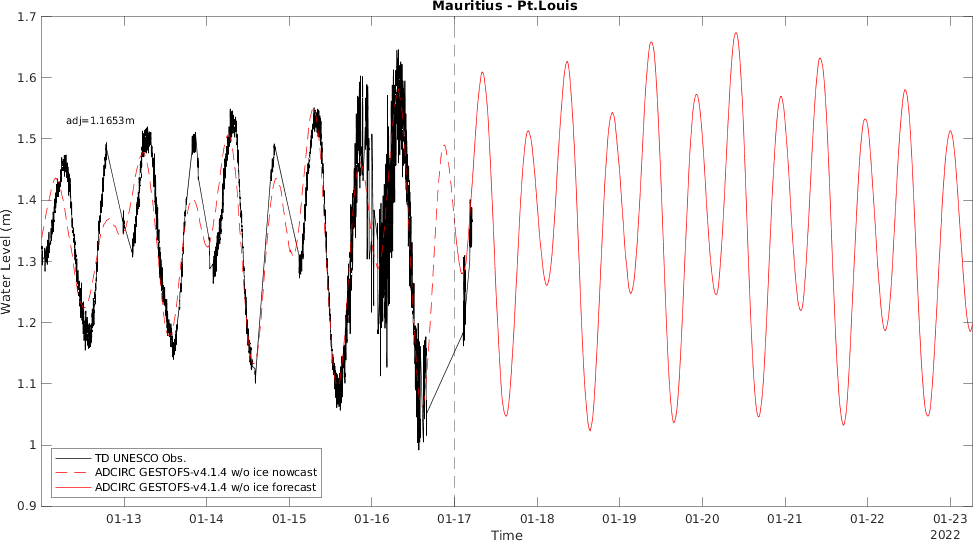 Mauritius - Pt.Louis
1.7
1.6
1.5
1.4
1.3
1.2
1.1
1
0.9
Water Level (m)
adj=1.1653m
TD UNESCO Obs.
ADCIRC GESTOFS-v4.1.4 w/o ice nowcast
ADCIRC GESTOFS-v4.1.4 w/o ice forecast
01-13 01-14 01-15 01-16 01-17 01-18 01-19 01-20 01-21 01-22 01-23
Time 2022